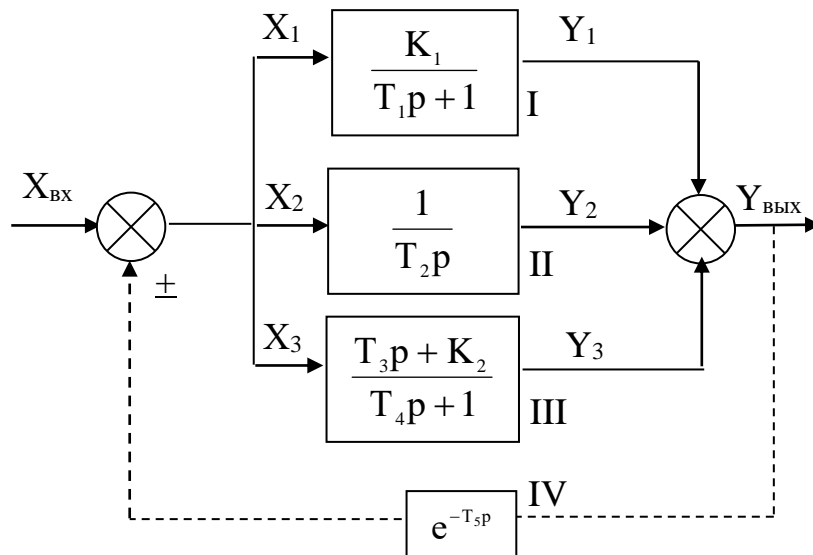 X₁
K₁
T₁p + 1
Y₁
I
Xвх
X₂
1
T₂p
Y₂
Yвых
II
±
X₃
T₃p + K₂
T₄p + 1
Y₃
III
IV
e^{-T₅p}